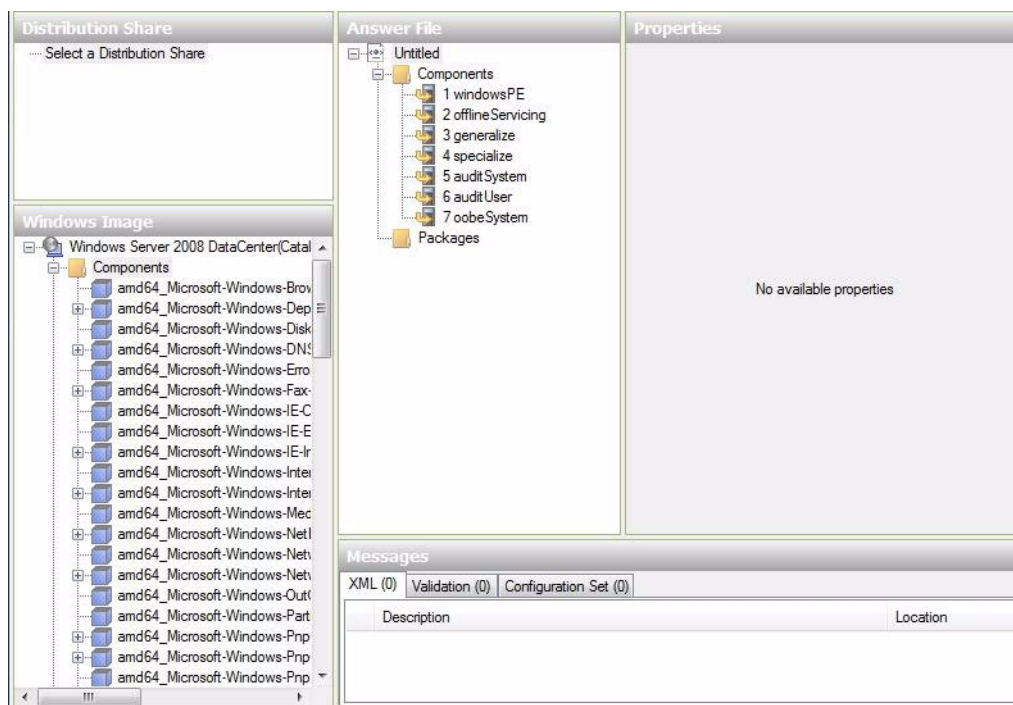 Distribution Share
Select a Distribution Share
Windows Image
Windows Server 2008 DataCenter(Catal
Components
amd64_Microsoft-Windows-Brow
amd64_Microsoft-Windows-Dep
amd64_Microsoft-Windows-Disk
amd64_Microsoft-Windows-DNS
amd64_Microsoft-Windows-Erro
amd64_Microsoft-Windows-Fax-
amd64_Microsoft-Windows-IE-C
amd64_Microsoft-Windows-IE-E
amd64_Microsoft-Windows-IE-Ir
amd64_Microsoft-Windows-Inter
amd64_Microsoft-Windows-Inter
amd64_Microsoft-Windows-Mec
amd64_Microsoft-Windows-Netl
amd64_Microsoft-Windows-Netw
amd64_Microsoft-Windows-Netw
amd64_Microsoft-Windows-Out(
amd64_Microsoft-Windows-Part
amd64_Microsoft-Windows-Pnp
amd64_Microsoft-Windows-Pnp
amd64_Microsoft-Windows-Pnp
Answer File
Untitled
Components
1 windowsPE
2 offlineServicing
3 generalize
4 specialize
5 auditSystem
6 auditUser
7 oobeSystem
Packages
Properties
No available properties
Messages
XML (0) Validation (0) Configuration Set (0)
Description Location